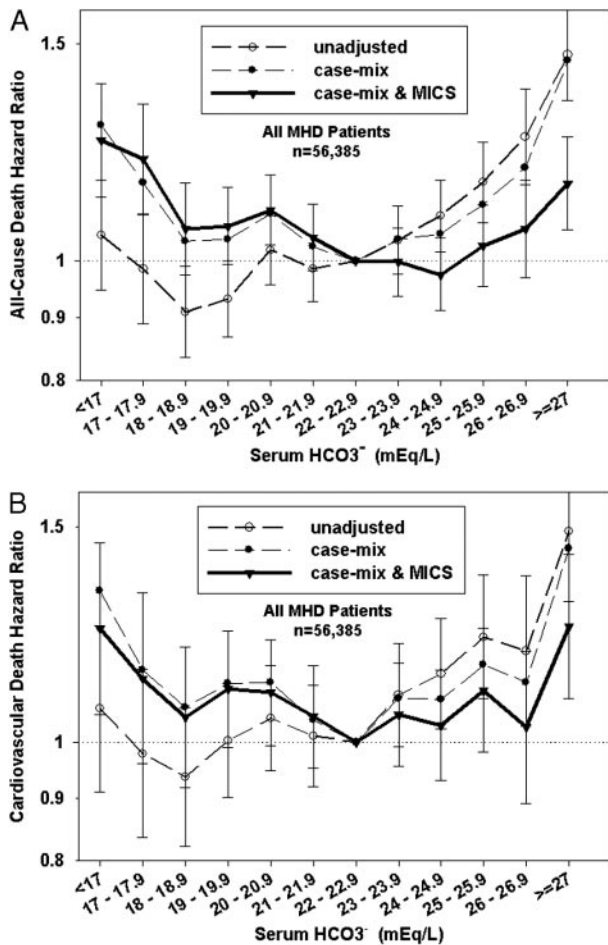 A
All-Cause Death Hazard Ratio
1.5
1
0.9
0.8
unadjusted
case-mix
case-mix & MICS
All MHD Patients
n=56,385
<17
17 - 17.9
18 - 18.9
19 - 19.9
20 - 20.9
21 - 21.9
22 - 22.9
23 - 23.9
24 - 24.9
25 - 25.9
26 - 26.9
>=27
Serum HCO3⁻ (mEq/L)
B
Cardiovascular Death Hazard Ratio
1.5
1
0.9
0.8
unadjusted
case-mix
case-mix & MICS
All MHD Patients
n=56,385
<17
17 - 17.9
18 - 18.9
19 - 19.9
20 - 20.9
21 - 21.9
22 - 22.9
23 - 23.9
24 - 24.9
25 - 25.9
26 - 26.9
>=27
Serum HCO3⁻ (mEq/L)